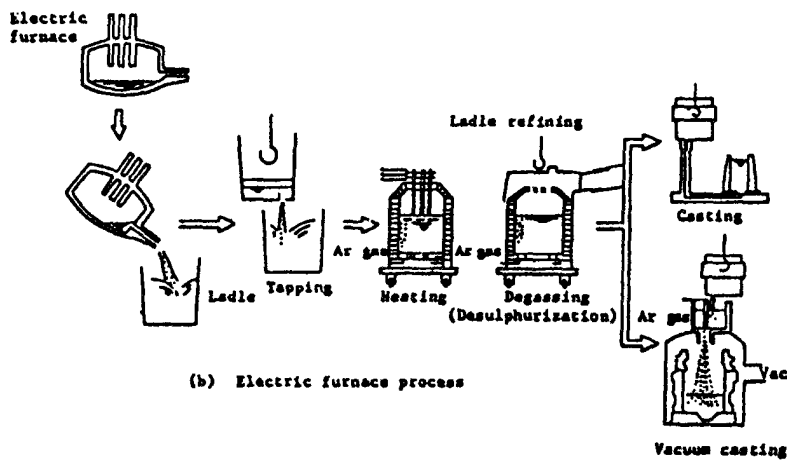 Electric
furnace
Ladle refining
Casting
Ar gas
Ar gas
Ladle
Tapping
Heating
Degassing
(Desulphurization)
Ar gas
Vac
(b) Electric furnace process
Vacuum casting